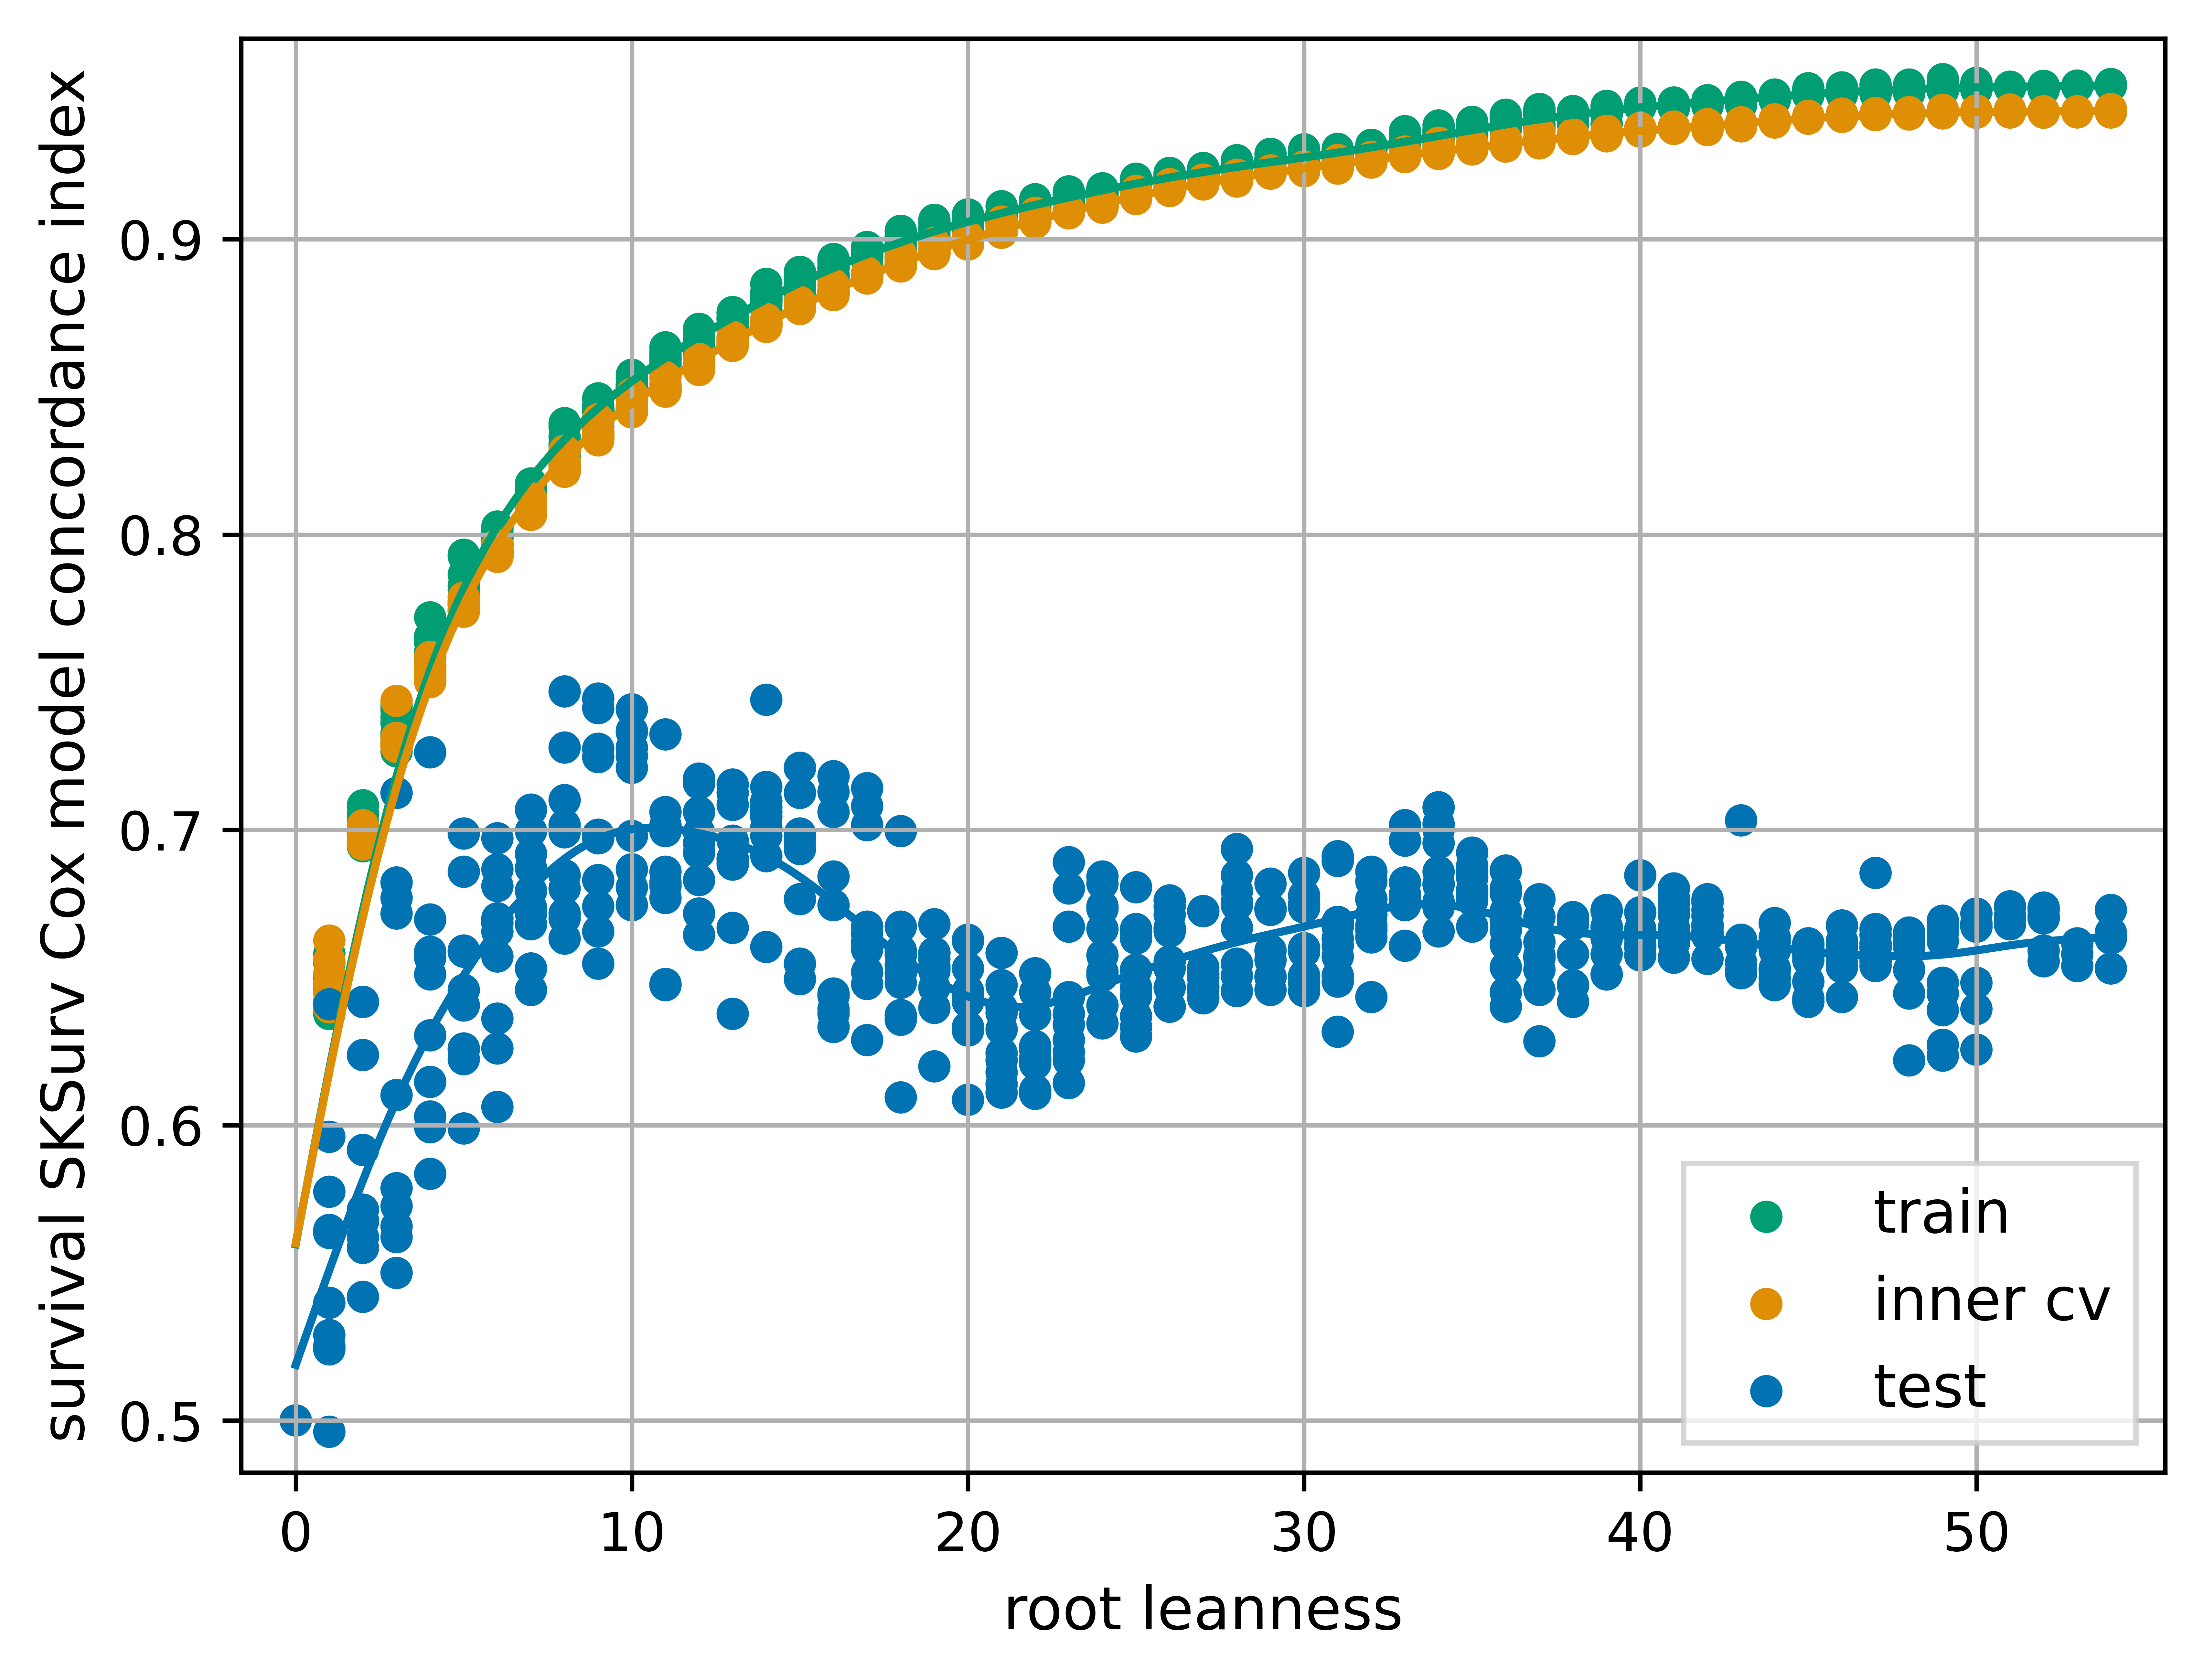 survival SKSurv Cox model concordance index
0.9
0.8
0.7
0.6
0.5
0 10 20 30 40 50
root leanness
train
inner cv
test